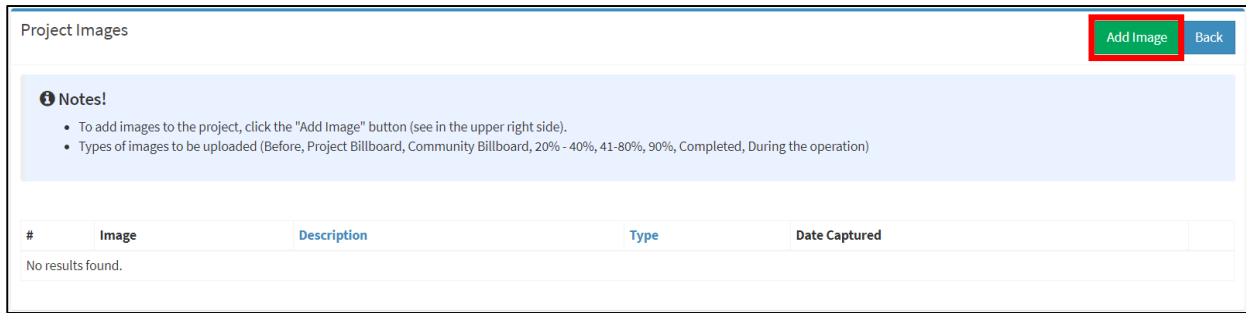 Project Images
Add Image Back
Notes!
To add images to the project, click the "Add Image" button (see in the upper right side).
Types of images to be uploaded (Before, Project Billboard, Community Billboard, 20% - 40%, 41-80%, 90%, Completed, During the operation)
# Image Description Type Date Captured
No results found.